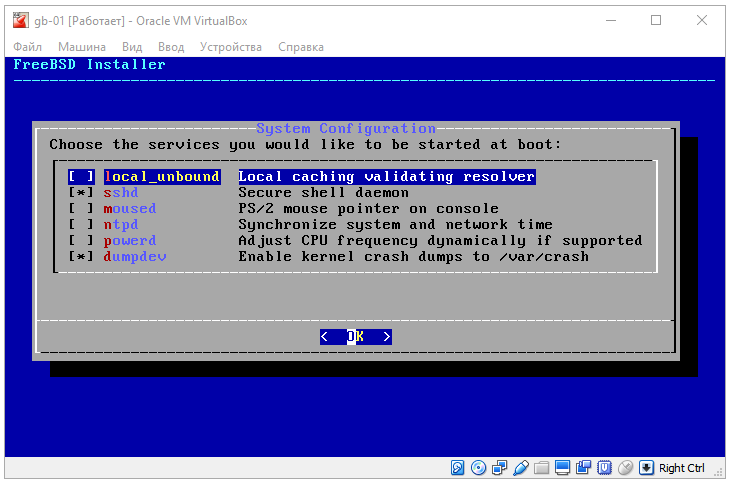 gb-01 [Работает] - Oracle VM VirtualBox
Файл Машина Вид Ввод Устройства Справка
FreeBSD Installer
System Configuration
Choose the services you would like to be started at boot:
[ ] local_unbound Local caching validating resolver
[*] sshd Secure shell daemon
[ ] moused PS/2 mouse pointer on console
[ ] ntpd Synchronize system and network time
[ ] powerd Adjust CPU frequency dynamically if supported
[*] dumpdev Enable kernel crash dumps to /var/crash
< OK >
Right Ctrl